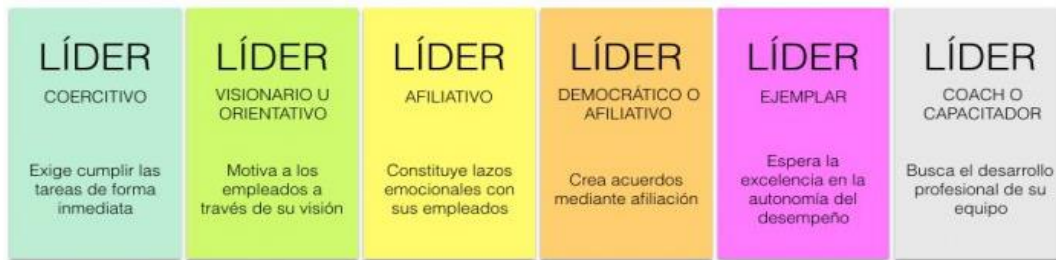 LÍDER
COERCITIVO
Exige cumplir las
tareas de forma
inmediata
LÍDER
VISIONARIO U
ORIENTATIVO
Motiva a los
empleados a
través de su visión
LÍDER
AFILIATIVO
Constituye lazos
emocionales con
sus empleados
LÍDER
DEMOCRÁTICO O
AFILIATIVO
Crea acuerdos
mediante afiliación
LÍDER
EJEMPLAR
Espera la
excelencia en la
autonomía del
desempeño
LÍDER
COACH O
CAPACITADOR
Busca el desarrollo
profesional de su
equipo